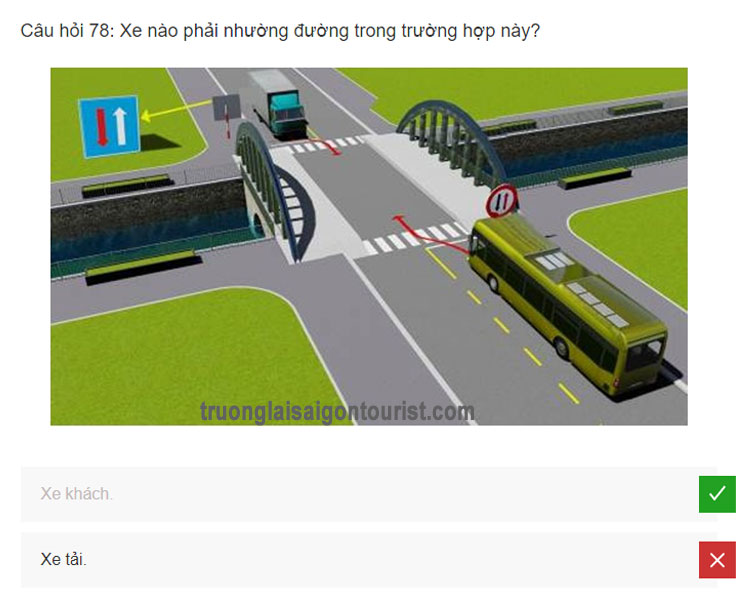 Câu hỏi 78: Xe nào phải nhường đường trong trường hợp này?
truonglaisaigontourist.com
Xe khách.
Xe tải.